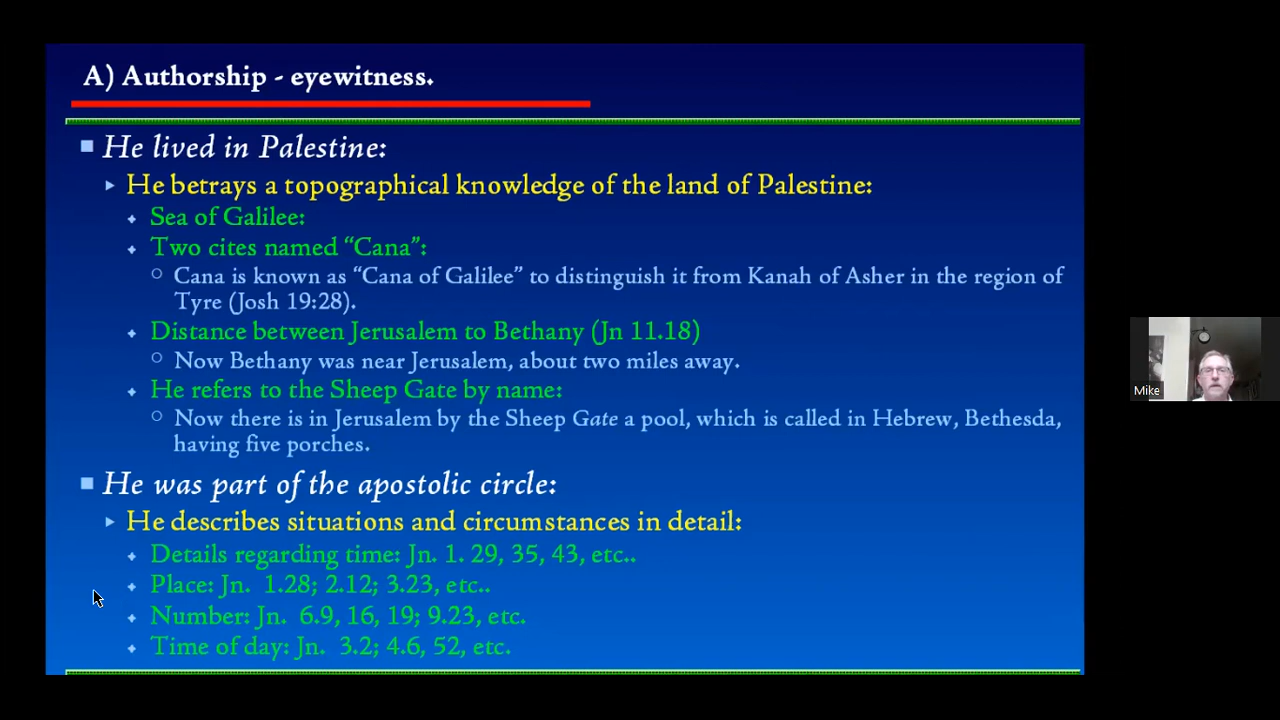 A) Authorship - eyewitness.
He lived in Palestine:
He betrays a topographical knowledge of the land of Palestine:
Sea of Galilee:
Two cites named “Cana”:
Cana is known as “Cana of Galilee” to distinguish it from Kanah of Asher in the region of
Tyre (Josh 19:28).
Distance between Jerusalem to Bethany (Jn 11.18)
Now Bethany was near Jerusalem, about two miles away.
He refers to the Sheep Gate by name:
Now there is in Jerusalem by the Sheep Gate a pool, which is called in Hebrew, Bethesda,
having five porches.
He was part of the apostolic circle:
He describes situations and circumstances in detail:
Details regarding time: Jn. 1. 29, 35, 43, etc..
Place: Jn. 1.28; 2.12; 3.23, etc..
Number: Jn. 6.9, 16, 19; 9.23, etc.
Time of day: Jn. 3.2; 4.6, 52, etc.
Mike